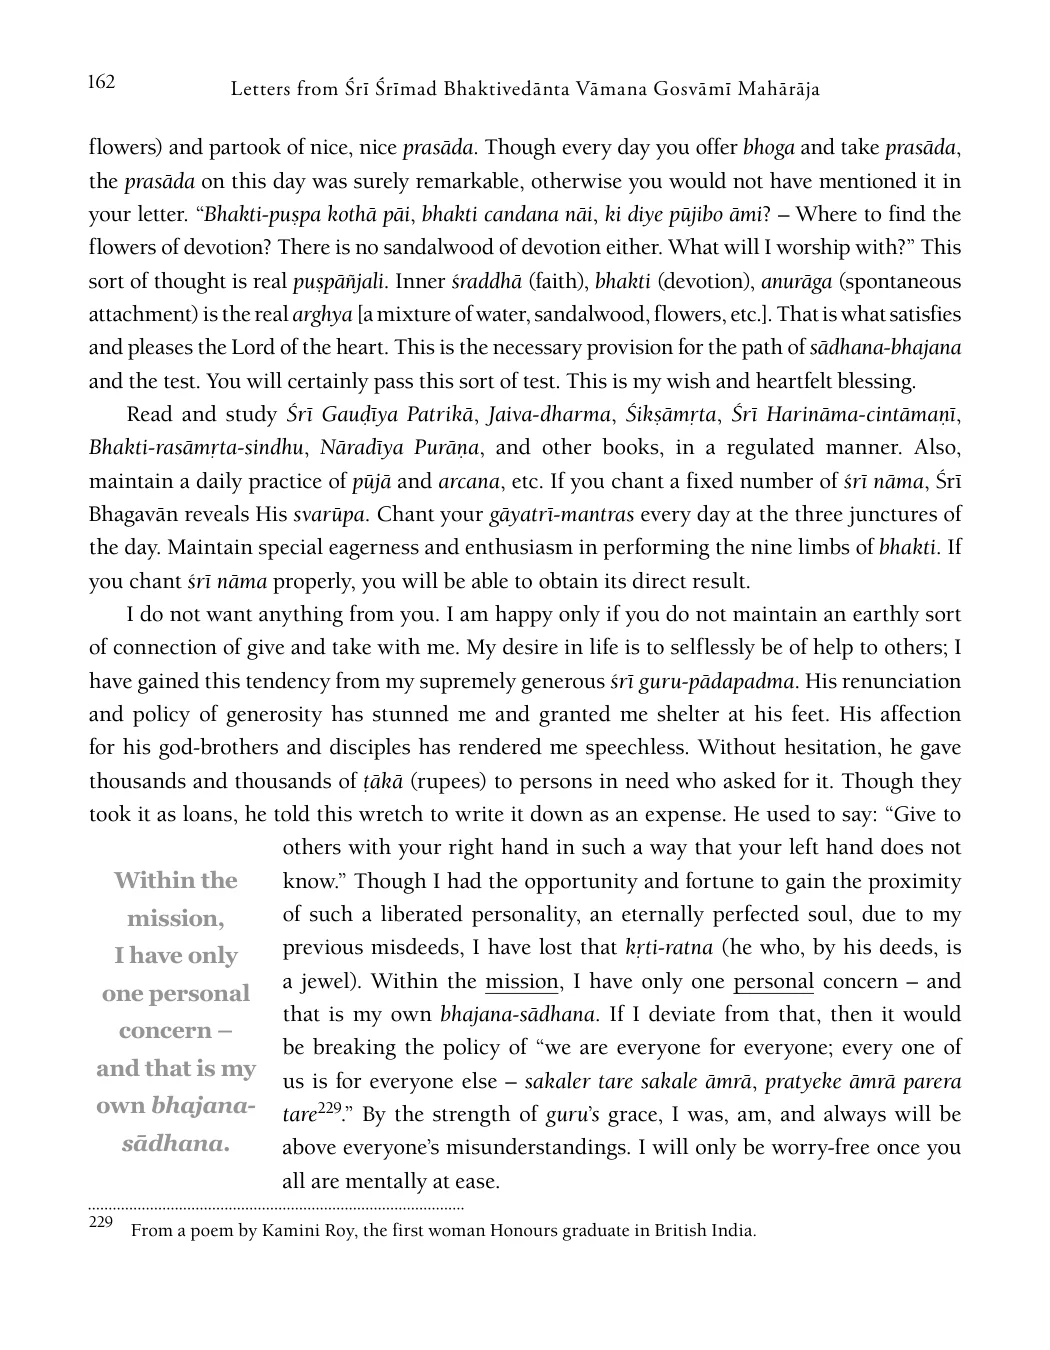 162
Letters from Śrī Śrīmad Bhaktivedānta Vāmana Gosvāmī Mahārāja
flowers) and partook of nice, nice prasāda. Though every day you offer bhoga and take prasāda,
the prasāda on this day was surely remarkable, otherwise you would not have mentioned it in
your letter. “Bhakti-puṣpa kothā pāi, bhakti candana nāi, ki diye pūjibo āmi? – Where to find the
flowers of devotion? There is no sandalwood of devotion either. What will I worship with?” This
sort of thought is real puṣpāñjali. Inner śraddhā (faith), bhakti (devotion), anurāga (spontaneous
attachment) is the real arghya [a mixture of water, sandalwood, flowers, etc.]. That is what satisfies
and pleases the Lord of the heart. This is the necessary provision for the path of sādhana-bhajana
and the test. You will certainly pass this sort of test. This is my wish and heartfelt blessing.
Read and study Śrī Gauḍīya Patrikā, Jaiva-dharma, Śikṣāmṛta, Śrī Harināma-cintāmaṇī,
Bhakti-rasāmṛta-sindhu, Nāradīya Purāṇa, and other books, in a regulated manner. Also,
maintain a daily practice of pūjā and arcana, etc. If you chant a fixed number of śrī nāma, Śrī
Bhagavān reveals His svarūpa. Chant your gāyatrī-mantras every day at the three junctures of
the day. Maintain special eagerness and enthusiasm in performing the nine limbs of bhakti. If
you chant śrī nāma properly, you will be able to obtain its direct result.
I do not want anything from you. I am happy only if you do not maintain an earthly sort
of connection of give and take with me. My desire in life is to selflessly be of help to others; I
have gained this tendency from my supremely generous śrī guru-pādapadma. His renunciation
and policy of generosity has stunned me and granted me shelter at his feet. His affection
for his god-brothers and disciples has rendered me speechless. Without hesitation, he gave
thousands and thousands of ṭākā (rupees) to persons in need who asked for it. Though they
took it as loans, he told this wretch to write it down as an expense. He used to say: “Give to
others with your right hand in such a way that your left hand does not
know.” Though I had the opportunity and fortune to gain the proximity
of such a liberated personality, an eternally perfected soul, due to my
previous misdeeds, I have lost that kṛti-ratna (he who, by his deeds, is
a jewel). Within the mission, I have only one personal concern – and
that is my own bhajana-sādhana. If I deviate from that, then it would
be breaking the policy of “we are everyone for everyone; every one of
us is for everyone else – sakaler tare sakale āmrā, pratyeke āmrā parera
tare229.” By the strength of guru’s grace, I was, am, and always will be
above everyone’s misunderstandings. I will only be worry-free once you
all are mentally at ease.
Within the
mission,
I have only
one personal
concern –
and that is my
own bhajana-
sādhana.
229 From a poem by Kamini Roy, the first woman Honours graduate in British India.